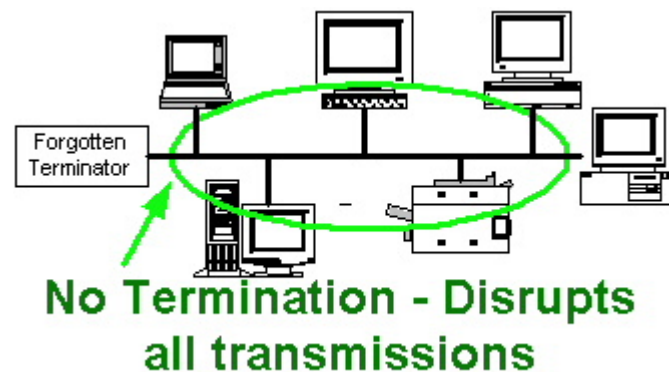 Forgotten
Terminator
No Termination - Disrupts
all transmissions